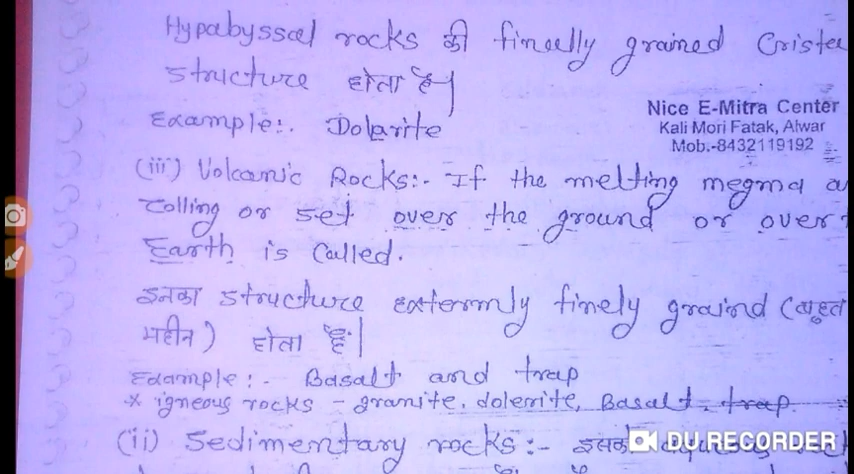 Hypabyssal rocks की finelly grained Criste
structure होता है।
Example:. Dolarite
Nice E-Mitra Center
Kali Mori Fatak, Alwar
Mob.-8432119192
(iii) Volcanic Rocks:- If the melting megma a
Colling or set over the ground or over
Earth is Called.
इनका structure extermly finely graind (बहुत
महीन) होता है।
Example:- Basalt and trap
* igneous rocks - granite, dolerite, Basalt, trap.
(ii) Sedimentary rocks:-
DU RECORDER